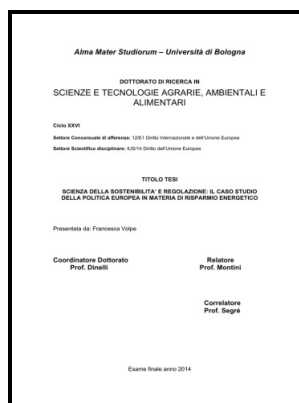 Alma Mater Studiorum – Università di Bologna
DOTTORATO DI RICERCA IN
SCIENZE E TECNOLOGIE AGRARIE, AMBIENTALI E
ALIMENTARI
Ciclo XXVI
Settore Concorsuale di afferenza: 12/E1 Diritto Internazionale e dell'Unione Europea
Settore Scientifico disciplinare: IUS/14 Diritto dell'Unione Europea
TITOLO TESI
SCIENZA DELLA SOSTENIBILITA' E REGOLAZIONE: IL CASO STUDIO
DELLA POLITICA EUROPEA IN MATERIA DI RISPARMIO ENERGETICO
Presentata da: Francesca Volpe
Coordinatore Dottorato
Prof. Dinelli
Relatore
Prof. Montini
Correlatore
Prof. Segrè
Esame finale anno 2014